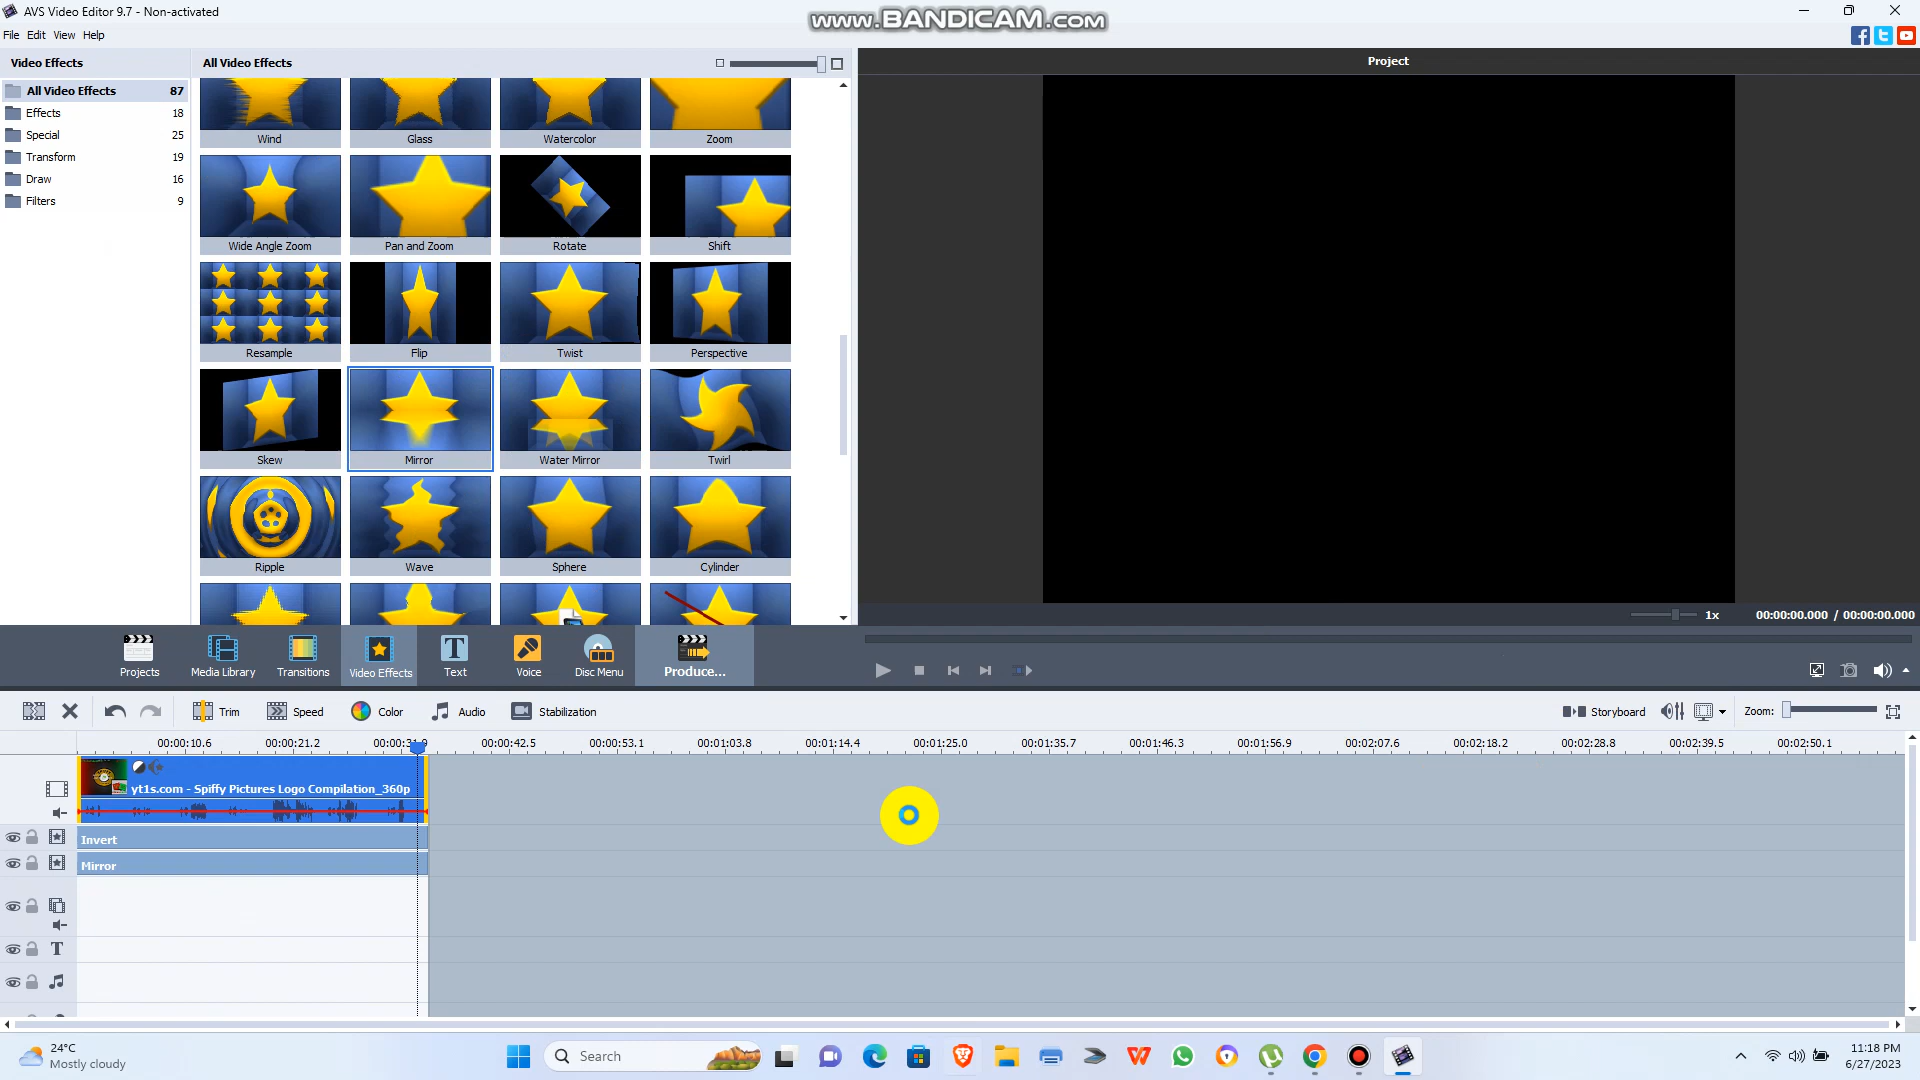 AVS Video Editor 9.7 - Non-activated
www.BANDICAM.com
File Edit View Help
Video Effects
All Video Effects 87
Effects 18
Special 25
Transform 19
Draw 16
Filters 9
All Video Effects
Wind Glass Watercolor Zoom
Wide Angle Zoom Pan and Zoom Rotate Shift
Resample Flip Twist Perspective
Skew Mirror Water Mirror Twirl
Ripple Wave Sphere Cylinder
Project
1x 00:00:00.000 / 00:00:00.000
Projects Media Library Transitions Video Effects Text Voice Disc Menu Produce...
Trim Speed Color Audio Stabilization
Storyboard Zoom:
00:00:10.6 00:00:21.2 00:00:31.9 00:00:42.5 00:00:53.1 00:01:03.8 00:01:14.4 00:01:25.0 00:01:35.7 00:01:46.3 00:01:56.9 00:02:07.6 00:02:18.2 00:02:28.8 00:02:39.5 00:02:50.1
yt1s.com - Spiffy Pictures Logo Compilation_360p
Invert
Mirror
T
24°C
Mostly cloudy
Search
11:18 PM
6/27/2023